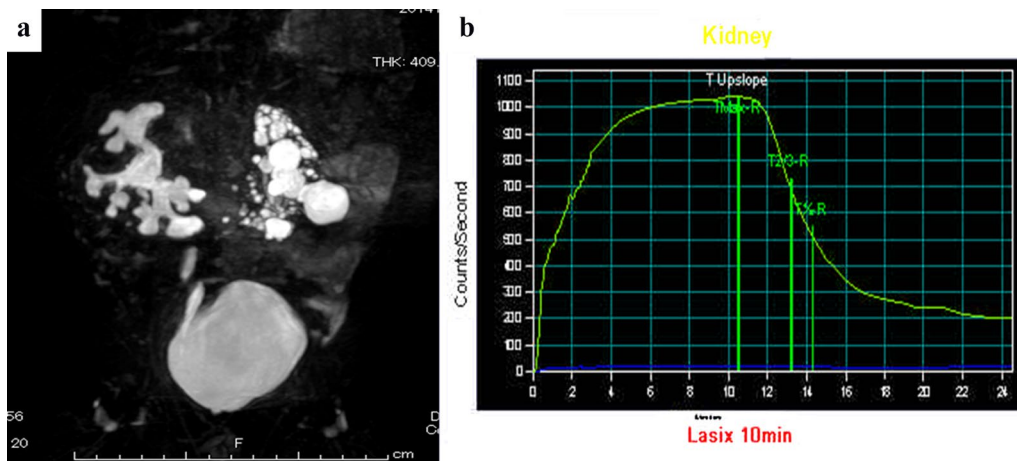 a
THK: 409.
56
20
F
cm
b
Kidney
T Upslope
TMax-R
T2/3-R
T½-R
Counts/Second
1100
1000
900
800
700
600
500
400
300
200
100
0
0 2 4 6 8 10 12 14 16 18 20 22 24
Minutes
Lasix 10min